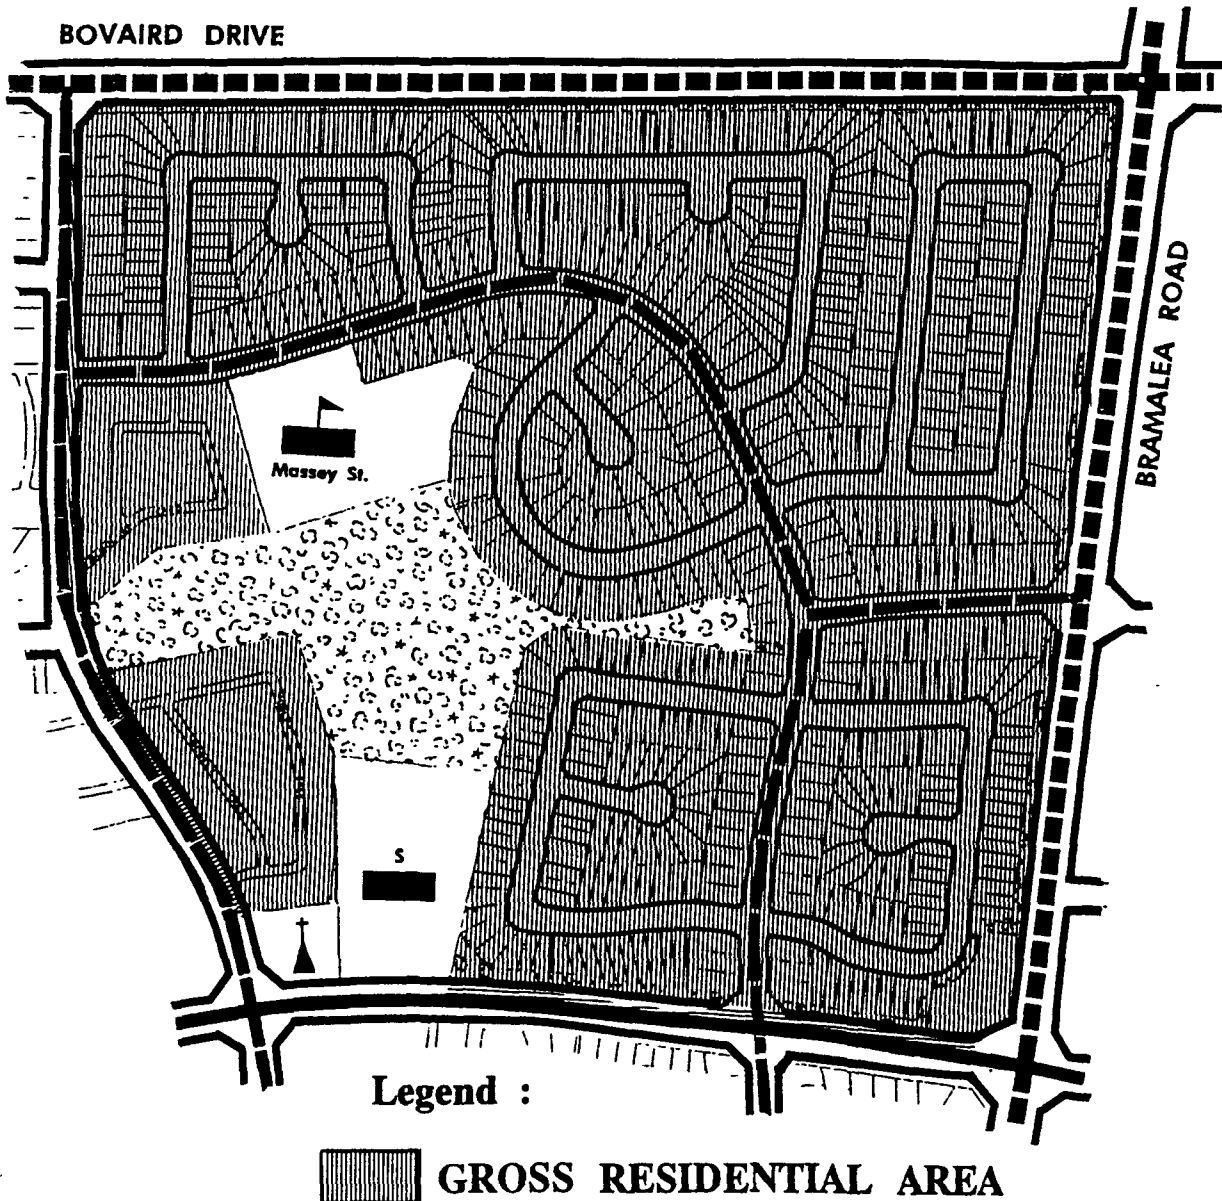 BOVAIRD DRIVE
BRAMALEA ROAD
Massey St.
S
Legend :
GROSS RESIDENTIAL AREA